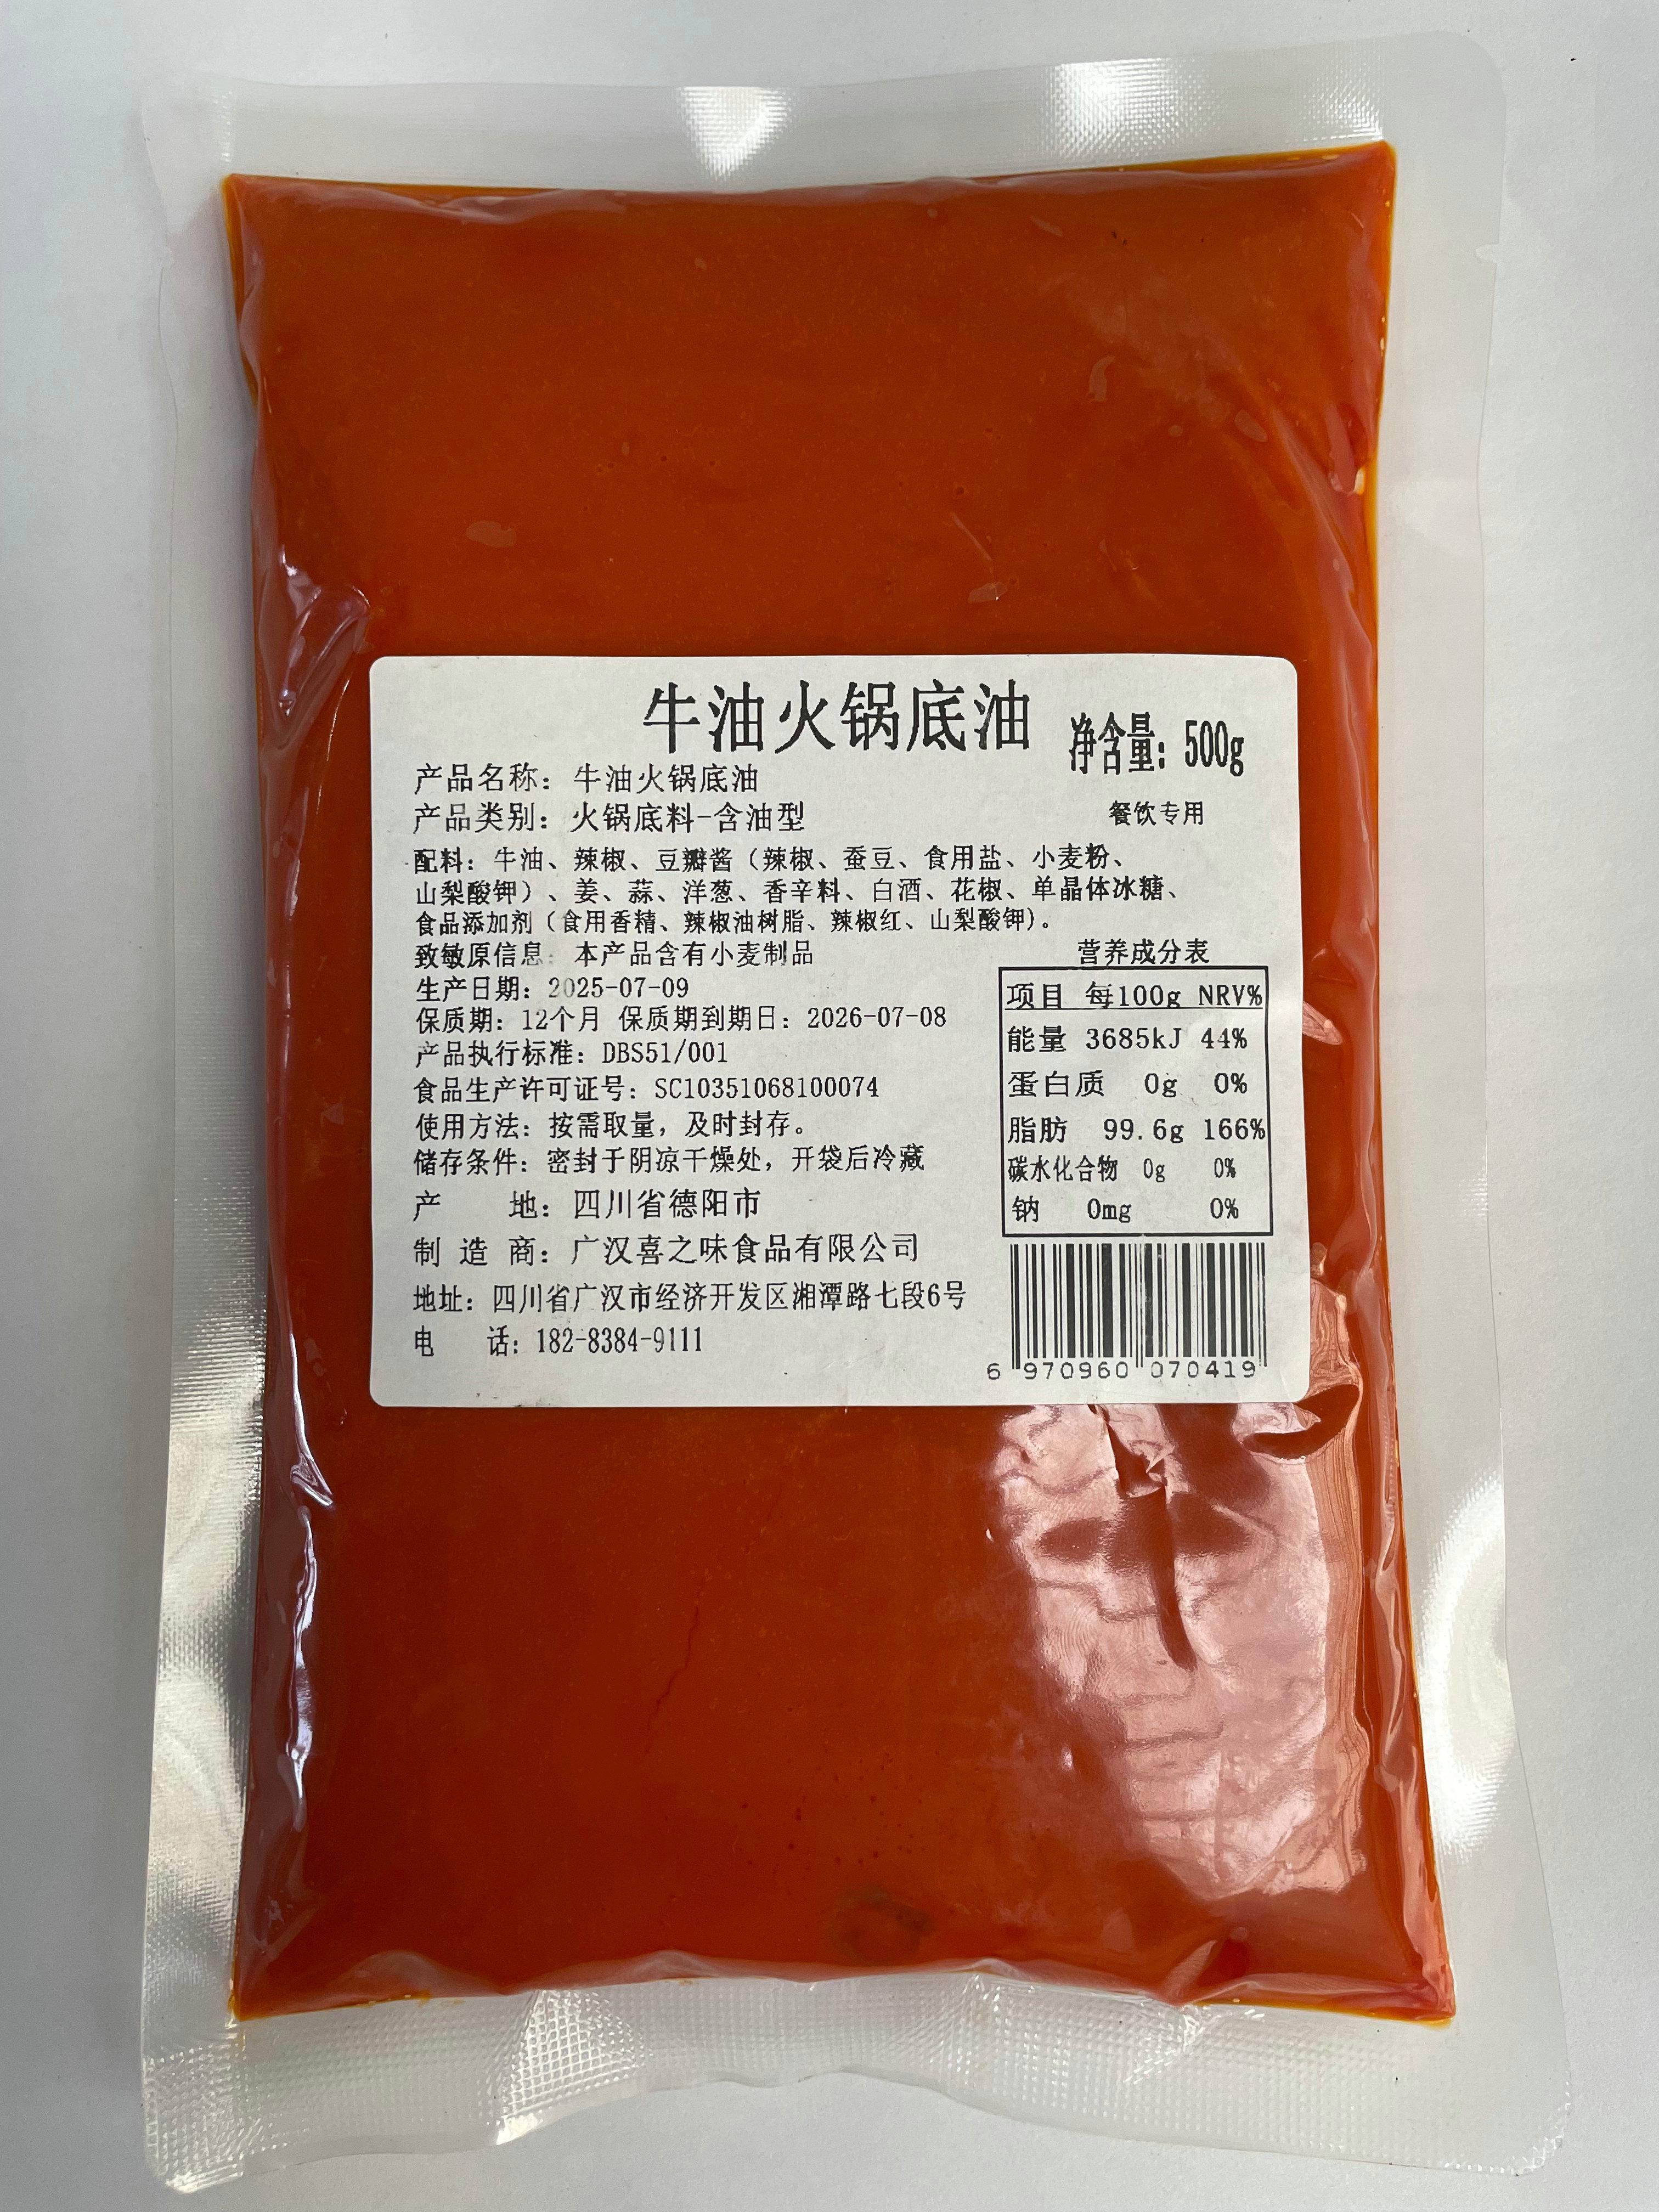 牛油火锅底油
净含量：500g
产品名称：牛油火锅底油
产品类别：火锅底料-含油型
餐饮专用
配料：牛油、辣椒、豆瓣酱（辣椒、蚕豆、食用盐、小麦粉、
山梨酸钾）、姜、蒜、洋葱、香辛料、白酒、花椒、单晶体冰糖、
食品添加剂（食用香精、辣椒油树脂、辣椒红、山梨酸钾）。
致敏原信息：本产品含有小麦制品
生产日期：2025-07-09
保质期：12个月 保质期到期日：2026-07-08
产品执行标准：DBS51/001
食品生产许可证号：SC10351068100074
使用方法：按需取量，及时封存。
储存条件：密封于阴凉干燥处，开袋后冷藏
产 地：四川省德阳市
制 造 商：广汉喜之味食品有限公司
地址：四川省广汉市经济开发区湘潭路七段6号
电 话：182-8384-9111
营养成分表
项目 每100g NRV%
能量 3685kJ 44%
蛋白质 0g 0%
脂肪 99.6g 166%
碳水化合物 0g 0%
钠 0mg 0%
6 970960 070419